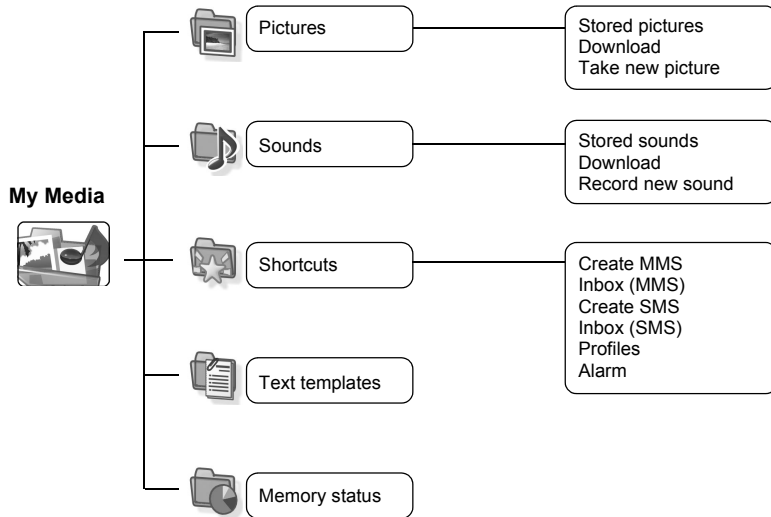 My Media
Pictures
Stored pictures
Download
Take new picture
Sounds
Stored sounds
Download
Record new sound
Shortcuts
Create MMS
Inbox (MMS)
Create SMS
Inbox (SMS)
Profiles
Alarm
Text templates
Memory status